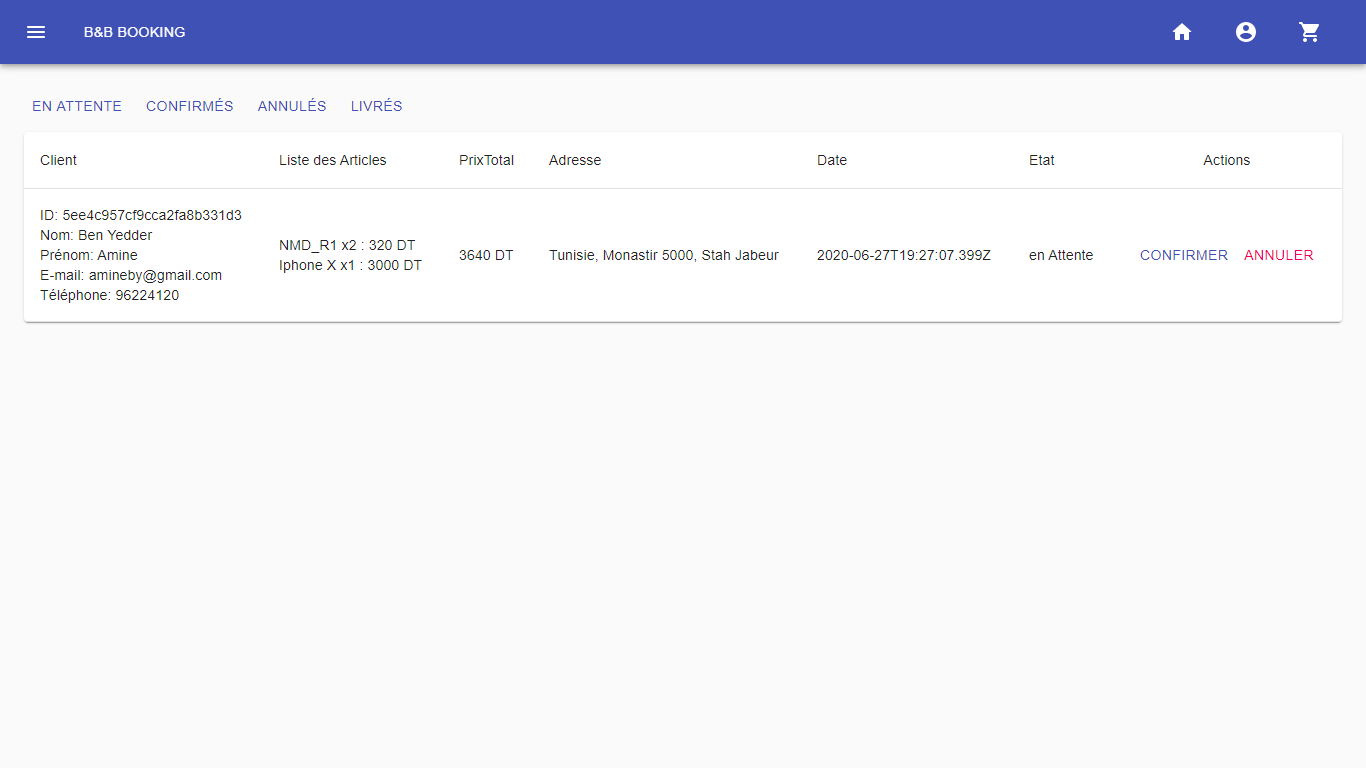 B&B BOOKING
EN ATTENTE CONFIRMÉS ANNULÉS LIVRÉS
Client Liste des Articles PrixTotal Adresse Date Etat Actions
ID: 5ee4c957cf9cca2fa8b331d3
Nom: Ben Yedder
Prénom: Amine
E-mail: amineby@gmail.com
Téléphone: 96224120
NMD_R1 x2 : 320 DT
Iphone X x1 : 3000 DT
3640 DT
Tunisie, Monastir 5000, Stah Jabeur
2020-06-27T19:27:07.399Z
en Attente
CONFIRMER ANNULER